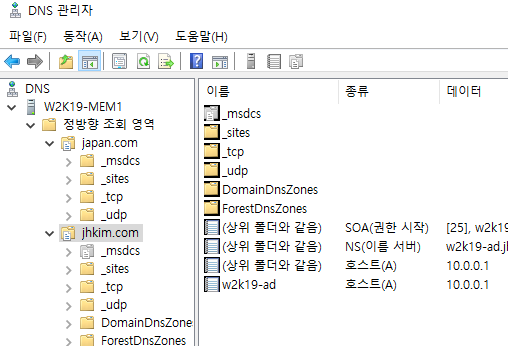 DNS 관리자
파일(F) 동작(A) 보기(V) 도움말(H)
DNS
W2K19-MEM1
정방향 조회 영역
japan.com
_msdcs
_sites
_tcp
_udp
jhkim.com
_msdcs
_sites
_tcp
_udp
DomainDnsZones
ForestDnsZones
이름 종류 데이터
_msdcs
_sites
_tcp
_udp
DomainDnsZones
ForestDnsZones
(상위 폴더와 같음) SOA(권한 시작) [25], w2k19
(상위 폴더와 같음) NS(이름 서버) w2k19-ad.jl
(상위 폴더와 같음) 호스트(A) 10.0.0.1
w2k19-ad 호스트(A) 10.0.0.1